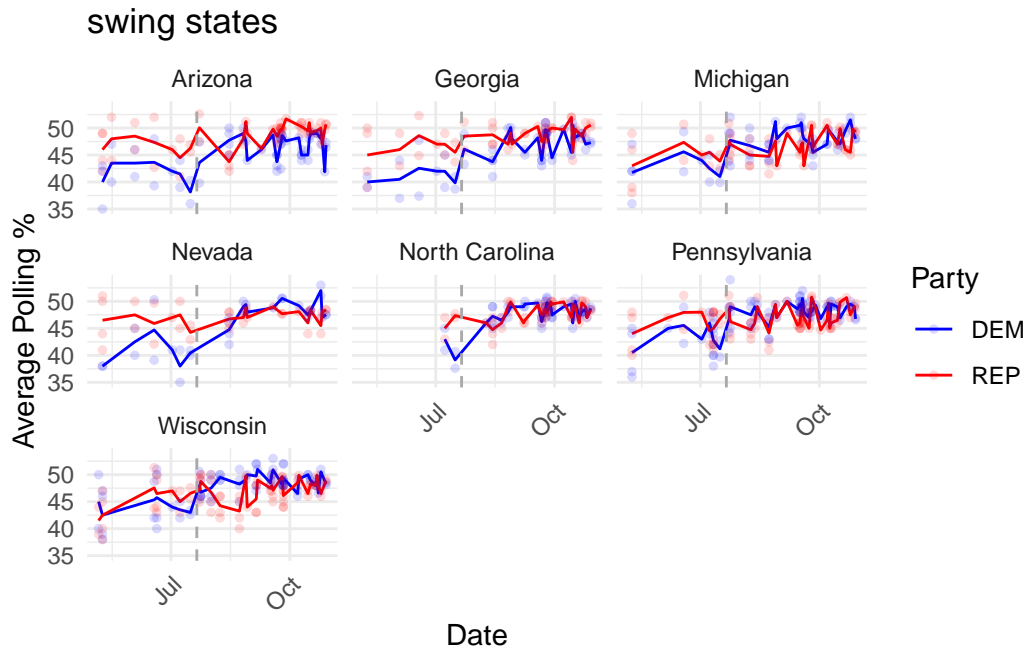 swing states
Arizona
Georgia
Michigan
50
45
40
35
Nevada
North Carolina
Pennsylvania
50
45
40
35
Jul
Oct
Jul
Oct
Wisconsin
50
45
40
35
Jul
Oct
Average Polling %
Date
Party
DEM
REP